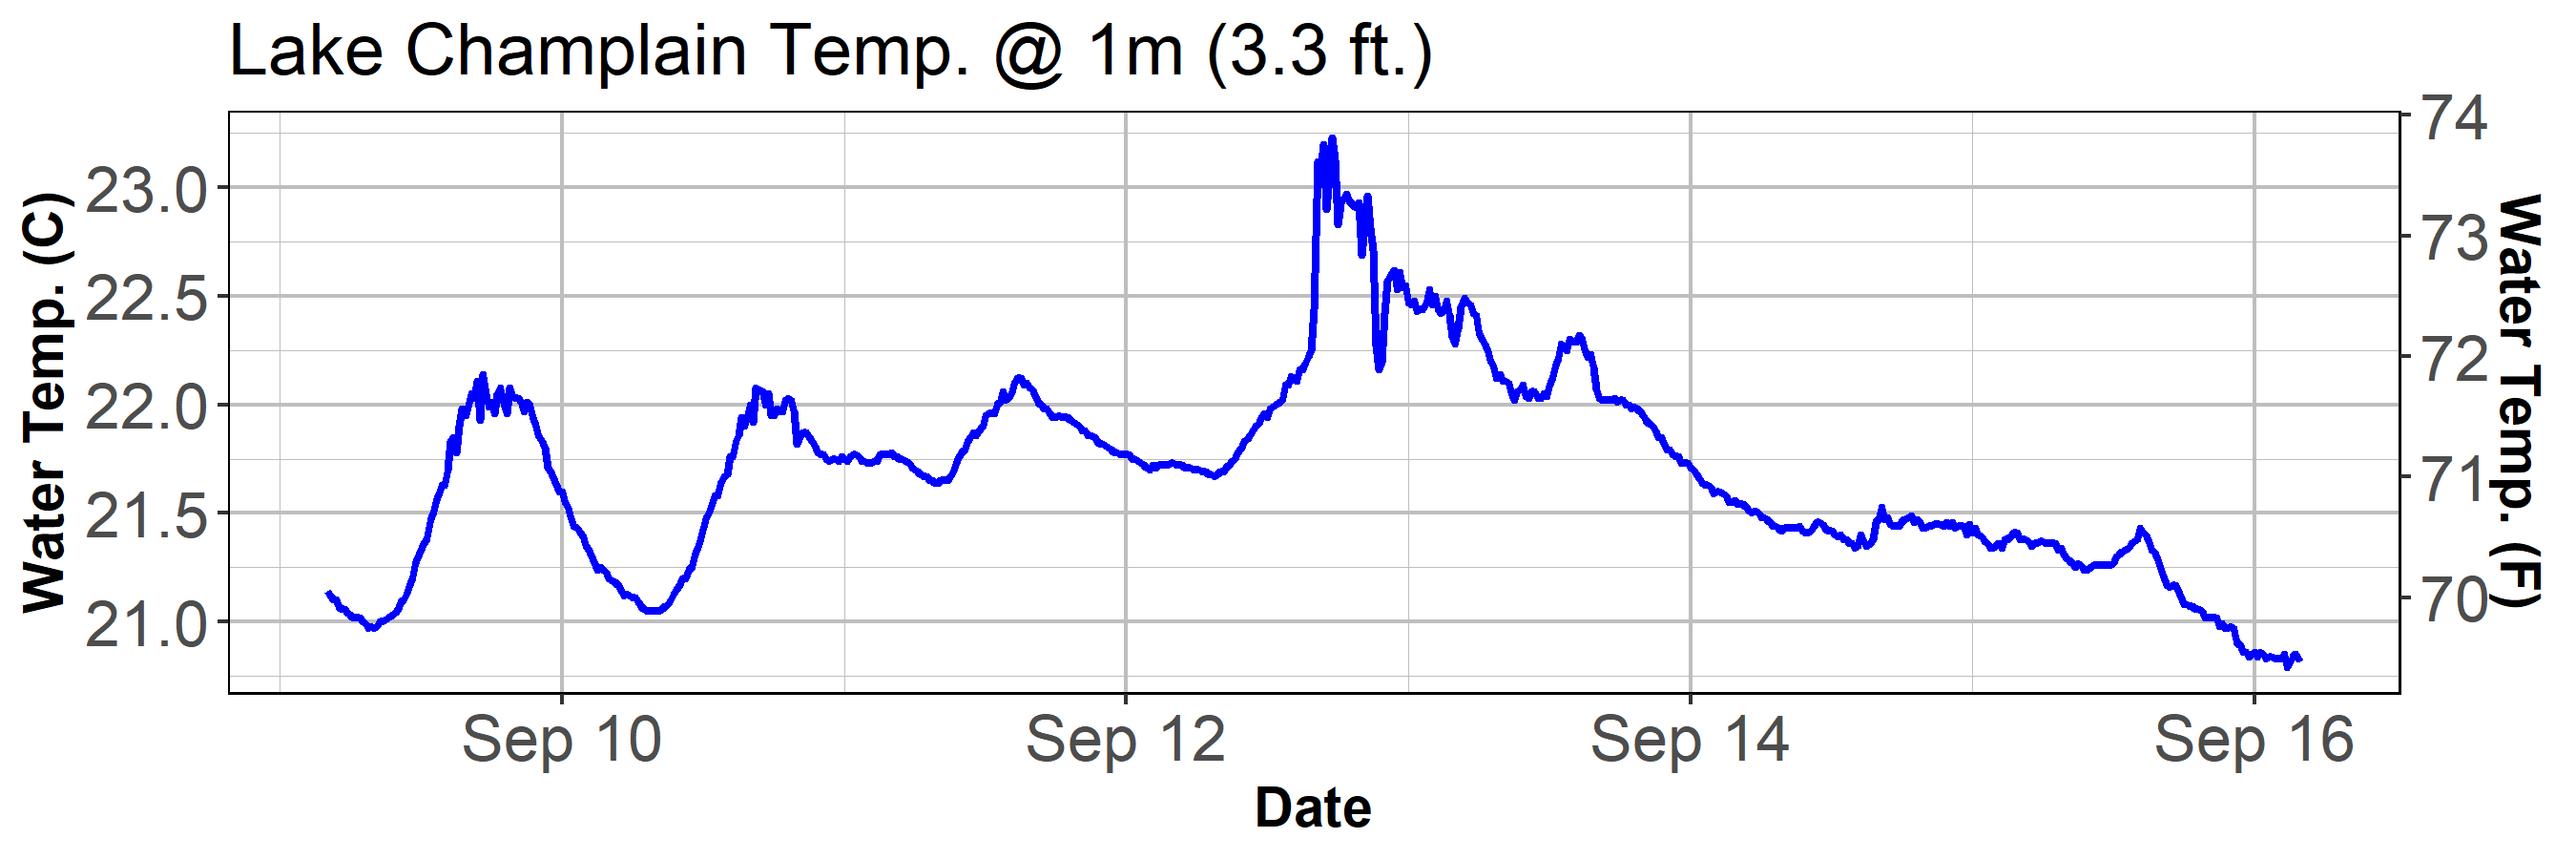 Lake Champlain Temp. @ 1m (3.3 ft.)
Water Temp. (C)
23.0
22.5
22.0
21.5
21.0
74
73
72
71
70
Water Temp. (F)
Sep 10 Sep 12 Sep 14 Sep 16
Date